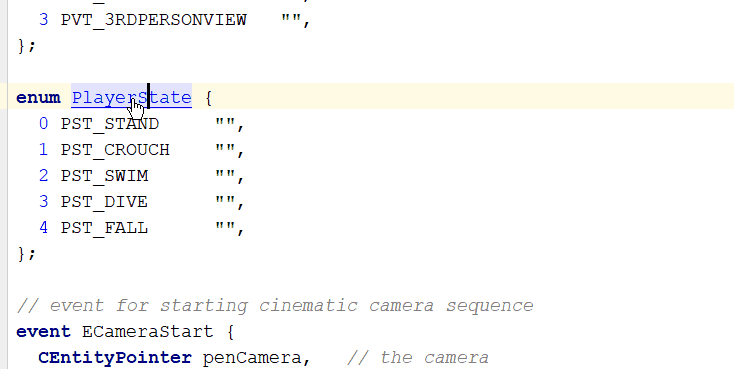 3 PVT_3RDPERSONVIEW "",
};
enum PlayerState {
0 PST_STAND "",
1 PST_CROUCH "",
2 PST_SWIM "",
3 PST_DIVE "",
4 PST_FALL "",
};
// event for starting cinematic camera sequence
event ECameraStart {
CEntityPointer penCamera, // the camera